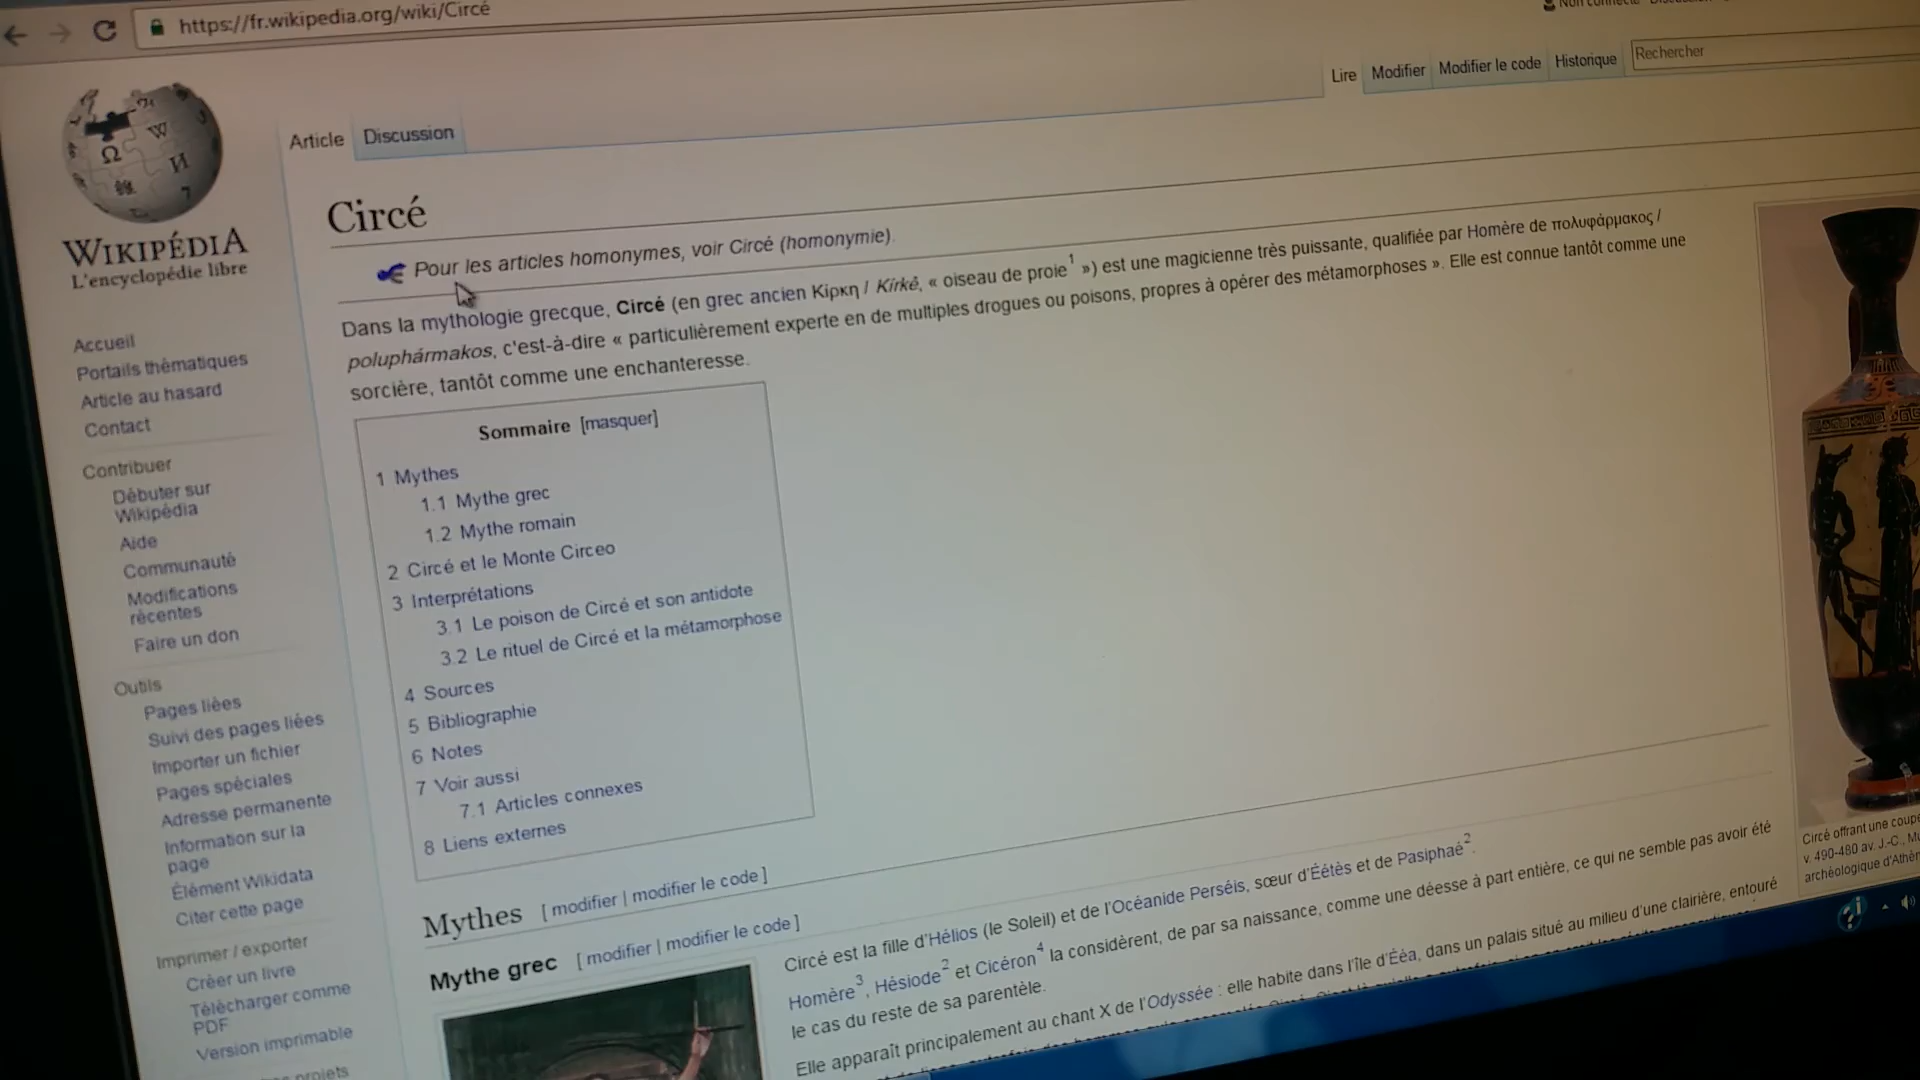 https://fr.wikipedia.org/wiki/Circé
Lire
Modifier
Modifier le code
Historique
Rechercher
WIKIPÉDIA
L'encyclopédie libre
Article
Discussion
Circé
Pour les articles homonymes, voir Circé (homonymie).
Dans la mythologie grecque, Circé (en grec ancien Κίρκη / Kírkê, « oiseau de proie1 ») est une magicienne très puissante, qualifiée par Homère de πολυφάρμακος /
poluphármakos, c'est-à-dire « particulièrement experte en de multiples drogues ou poisons, propres à opérer des métamorphoses ». Elle est connue tantôt comme une
sorcière, tantôt comme une enchanteresse.
Accueil
Portails thématiques
Article au hasard
Contact
Contribuer
Débuter sur
Wikipédia
Aide
Communauté
Modifications
récentes
Faire un don
Outils
Pages liées
Suivi des pages liées
Importer un fichier
Pages spéciales
Adresse permanente
Information sur la
page
Élément Wikidata
Citer cette page
Imprimer / exporter
Créer un livre
Télécharger comme
PDF
Version imprimable
projets
Sommaire [masquer]
1 Mythes
1.1 Mythe grec
1.2 Mythe romain
2 Circé et le Monte Circeo
3 Interprétations
3.1 Le poison de Circé et son antidote
3.2 Le rituel de Circé et la métamorphose
4 Sources
5 Bibliographie
6 Notes
7 Voir aussi
7.1 Articles connexes
8 Liens externes
Mythes [ modifier | modifier le code ]
Mythe grec [ modifier | modifier le code ]
Circé est la fille d'Hélios (le Soleil) et de l'Océanide Perséis, sœur d'Éétès et de Pasiphaé2.
Homère3, Hésiode2 et Cicéron4 la considèrent, de par sa naissance, comme une déesse à part entière, ce qui ne semble pas avoir été
le cas du reste de sa parentèle.
Elle apparaît principalement au chant X de l'Odyssée : elle habite dans l'île d'Ééa, dans un palais situé au milieu d'une clairière, entouré
Circé offrant une coupe
v. 490-480 av. J.-C.,
archéologique d'Athè